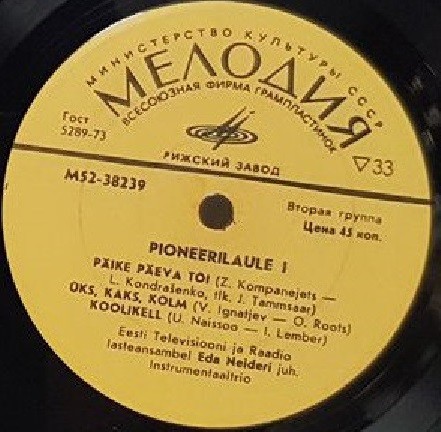 МИНИСТЕРСТВО КУЛЬТУРЫ СССР
МЕЛОДИЯ
ВСЕСОЮЗНАЯ ФИРМА ГРАМПЛАСТИНОК
Гост
5289-73
РИЖСКИЙ ЗАВОД
▽33
М52-38239
Вторая группа
Цена 45 коп.
PIONEERILAULE I
PÄIKE PÄEVA TOI (Z. Kompanejets —
L. Kondrašenko, tlk. J. Tammsaar)
ÜKS, KAKS, KOLM (V. Ignatjev — O. Roots)
KOOLIKELL (U. Naissoo — I. Lember)
Eesti Televisiooni ja Raadio
lasteansambel Eda Neideri juh.
Instrumentaaltrio